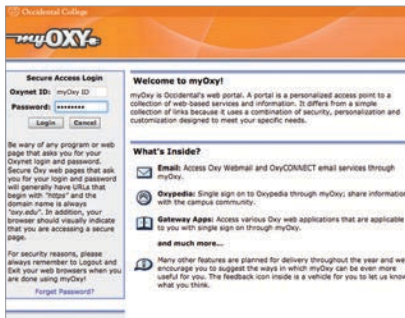 Occidental College
myOXY
Secure Access Login
Oxynet ID: myOxy ID
Password: ••••••••
Login Cancel
Be wary of any program or web
page that asks you for your
Oxynet login and password.
Secure Oxy web pages that ask
you for your login and password
will generally have URLs that
begin with "https" and the
domain name is always
"oxy.edu". In addition, your
browser should visually indicate
that you are accessing a secure
page.
For security reasons, please
always remember to Logout and
Exit your web browsers when you
are done using myOxy!
Forget Password?
Welcome to myOxy!
myOxy is Occidental's web portal. A portal is a personalized access point to a
collection of web-based services and information. It differs from a simple
collection of links because it uses a combination of security, personalization and
customization designed to meet your specific needs.
What's Inside?
Email: Access Oxy Webmail and OxyCONNECT email services through
myOxy.
Oxypedia: Single sign on to Oxypedia through myOxy; share information
with the campus community.
Gateway Apps: Access various Oxy web applications that are applicable
to you with single sign on through myOxy.
and much more...
Many other features are planned for delivery throughout the year and we
encourage you to suggest the ways in which myOxy can be even more
useful for you. The feedback icon inside is a vehicle for you to let us know
what you think.